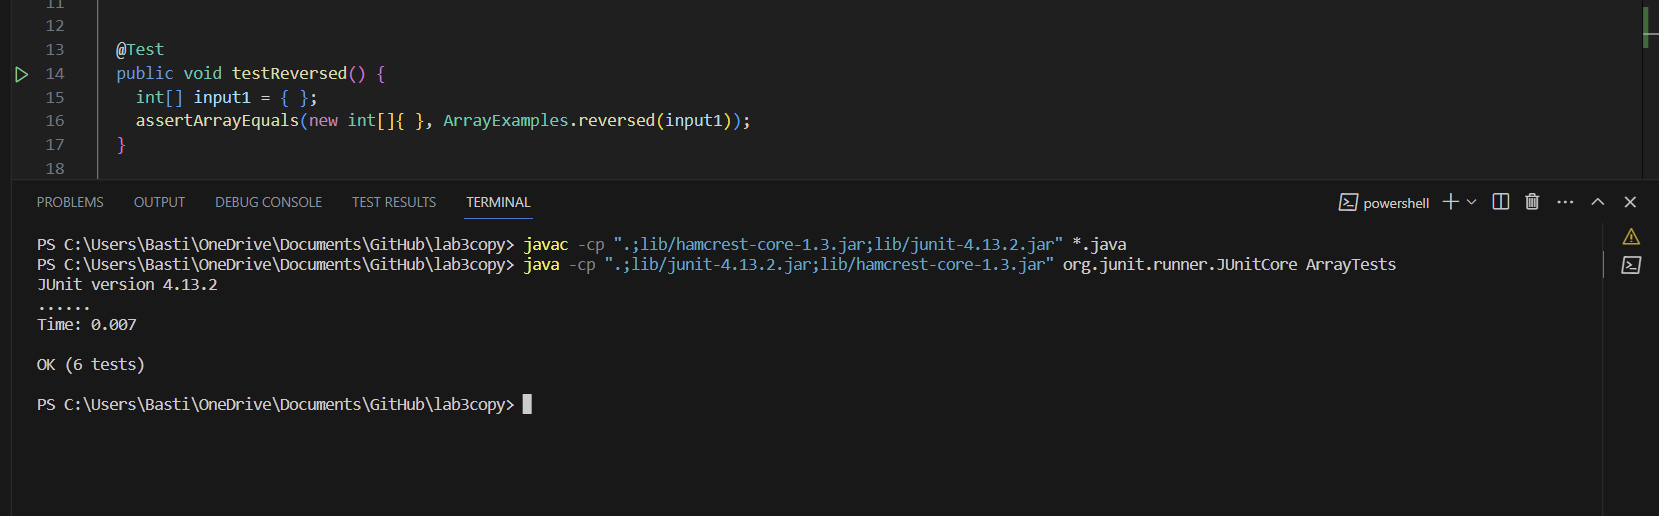 11
12
13 @Test
14 public void testReversed() {
15 int[] input1 = { };
16 assertArrayEquals(new int[]{ }, ArrayExamples.reversed(input1));
17 }
18
PROBLEMS OUTPUT DEBUG CONSOLE TEST RESULTS TERMINAL powershell
PS C:\Users\Basti\OneDrive\Documents\GitHub\lab3copy> javac -cp ".;lib/hamcrest-core-1.3.jar;lib/junit-4.13.2.jar" *.java
PS C:\Users\Basti\OneDrive\Documents\GitHub\lab3copy> java -cp ".;lib/junit-4.13.2.jar;lib/hamcrest-core-1.3.jar" org.junit.runner.JUnitCore ArrayTests
JUnit version 4.13.2
......
Time: 0.007
OK (6 tests)
PS C:\Users\Basti\OneDrive\Documents\GitHub\lab3copy>